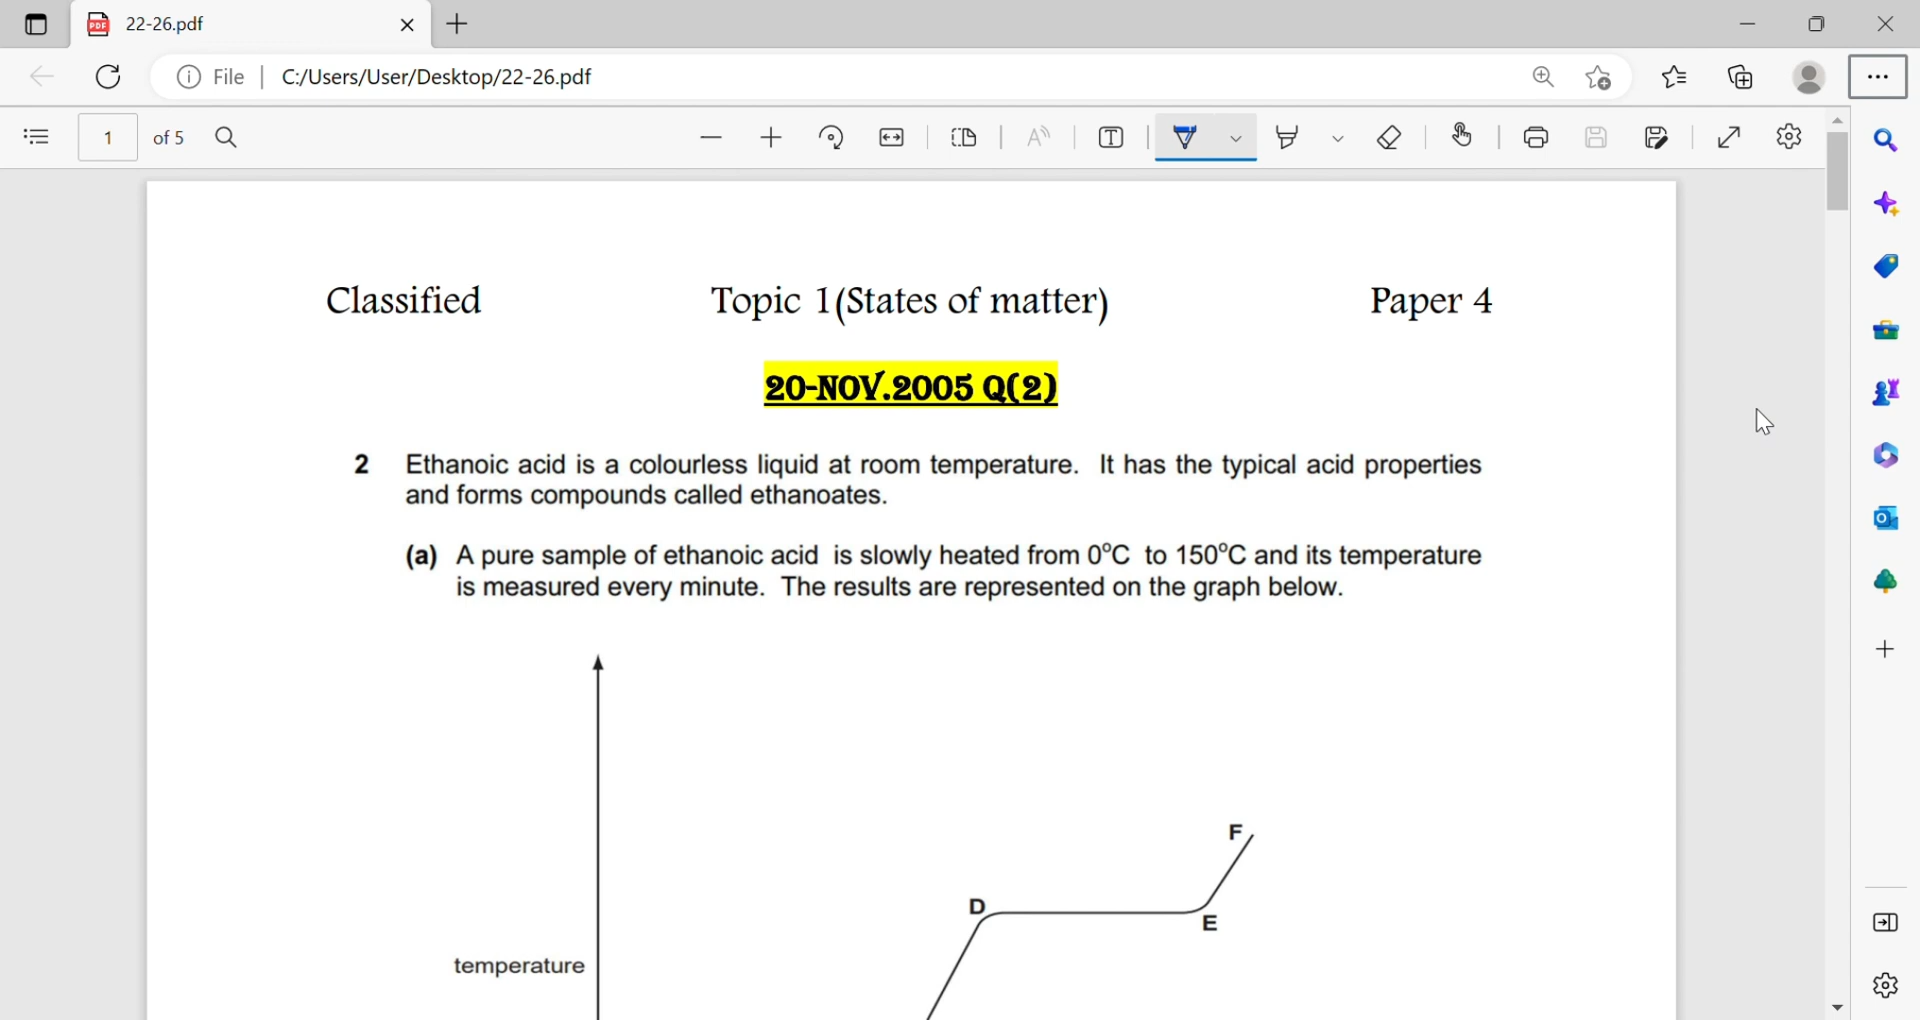 22-26.pdf
File | C:/Users/User/Desktop/22-26.pdf
1 of 5
Classified Topic 1(States of matter) Paper 4
20-NOV.2005 Q(2)
2 Ethanoic acid is a colourless liquid at room temperature. It has the typical acid properties
and forms compounds called ethanoates.
(a) A pure sample of ethanoic acid is slowly heated from 0°C to 150°C and its temperature
is measured every minute. The results are represented on the graph below.
F
D
E
temperature